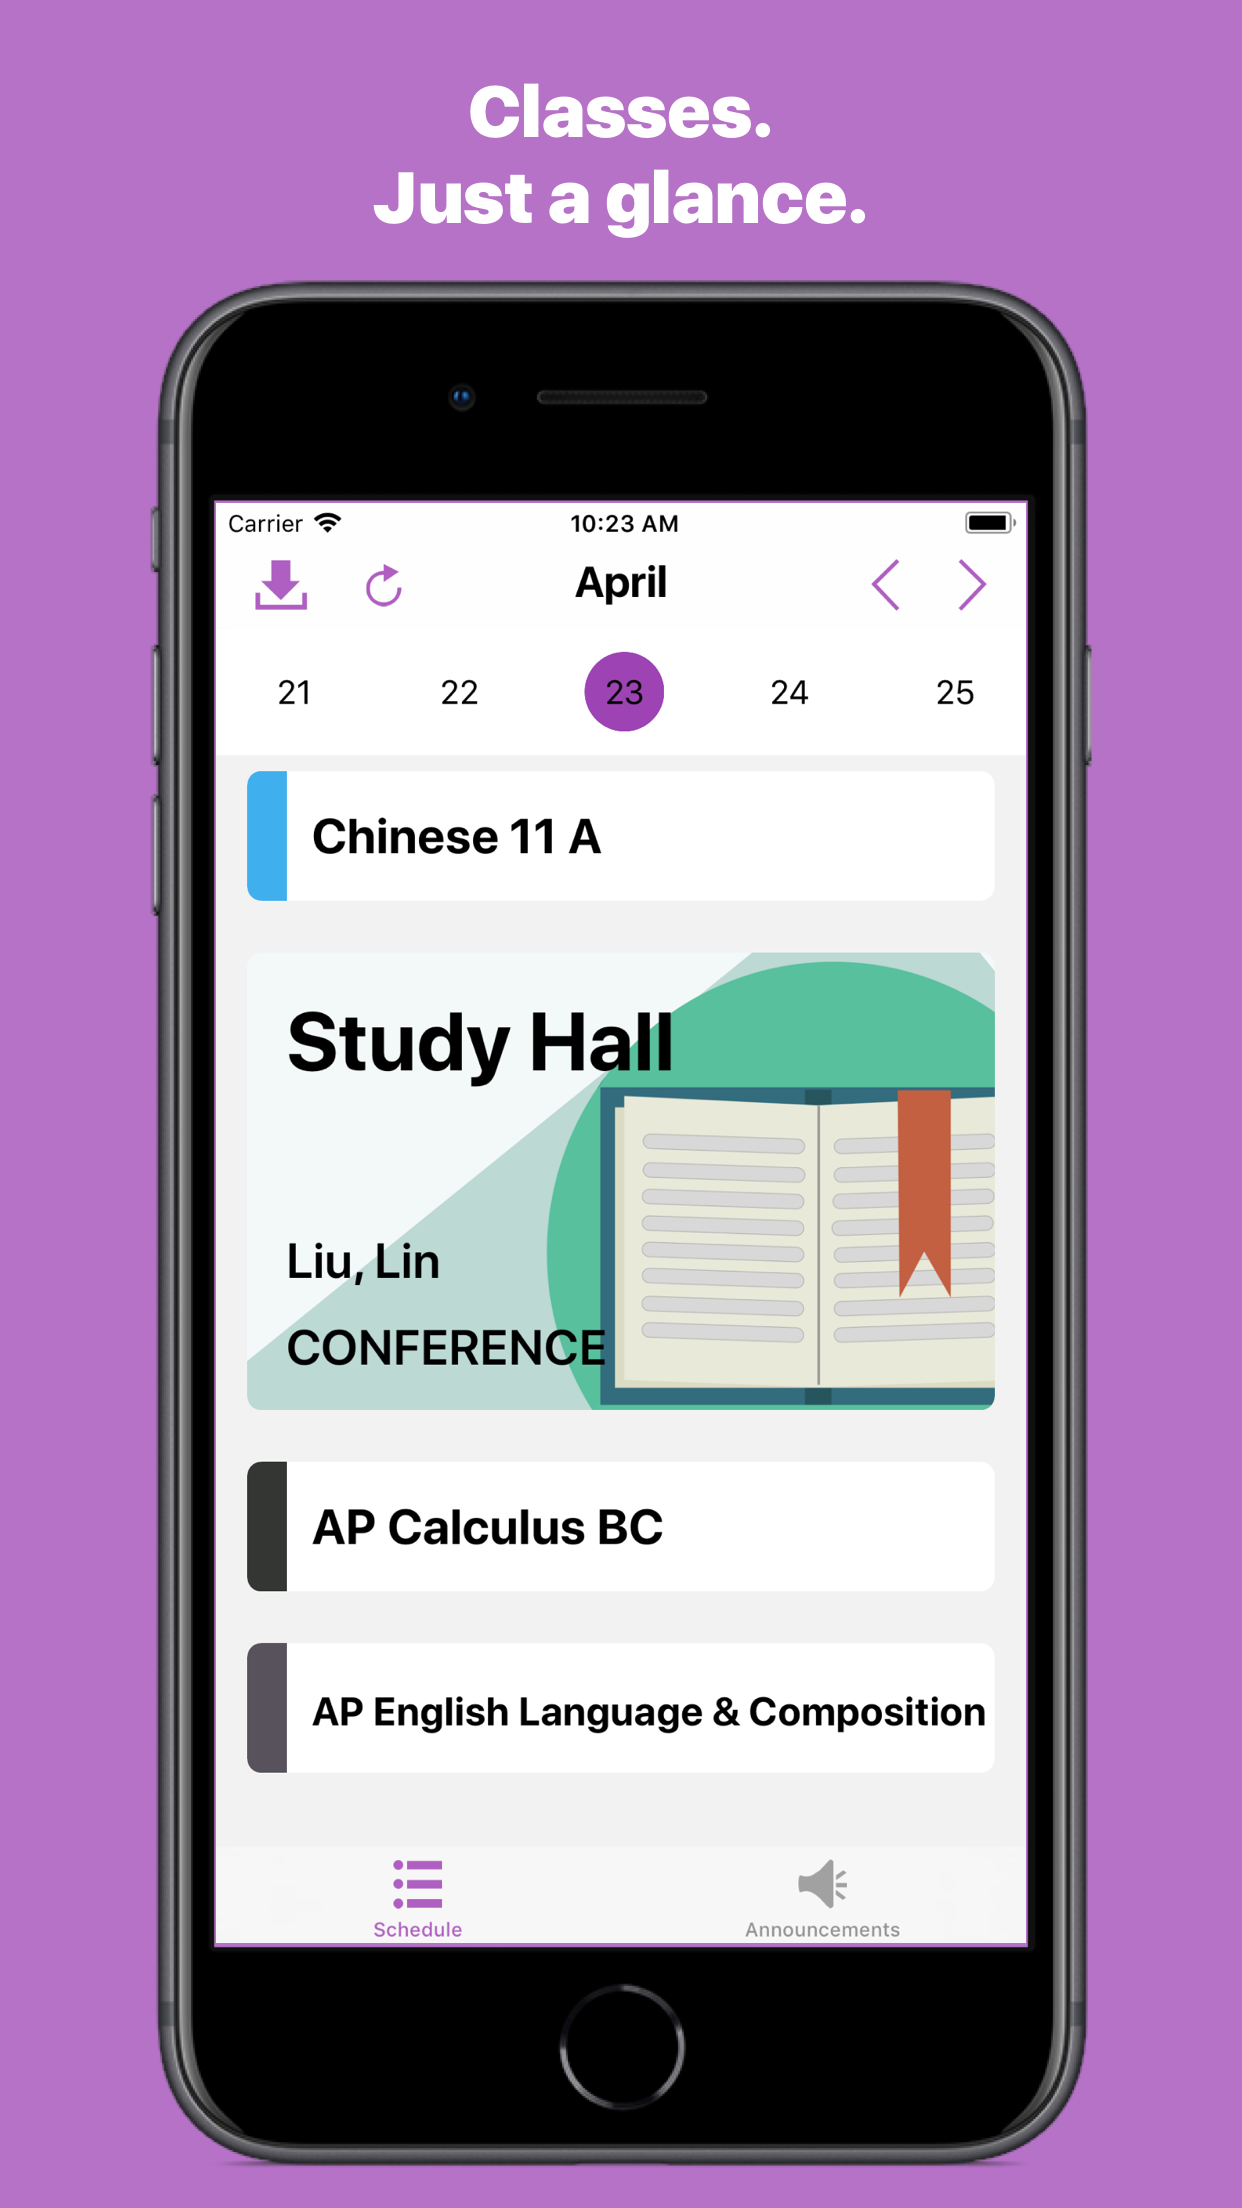 Classes.
Just a glance.
Carrier 10:23 AM
April
21 22 23 24 25
Chinese 11 A
Study Hall
Liu, Lin
CONFERENCE
AP Calculus BC
AP English Language & Composition
Schedule Announcements